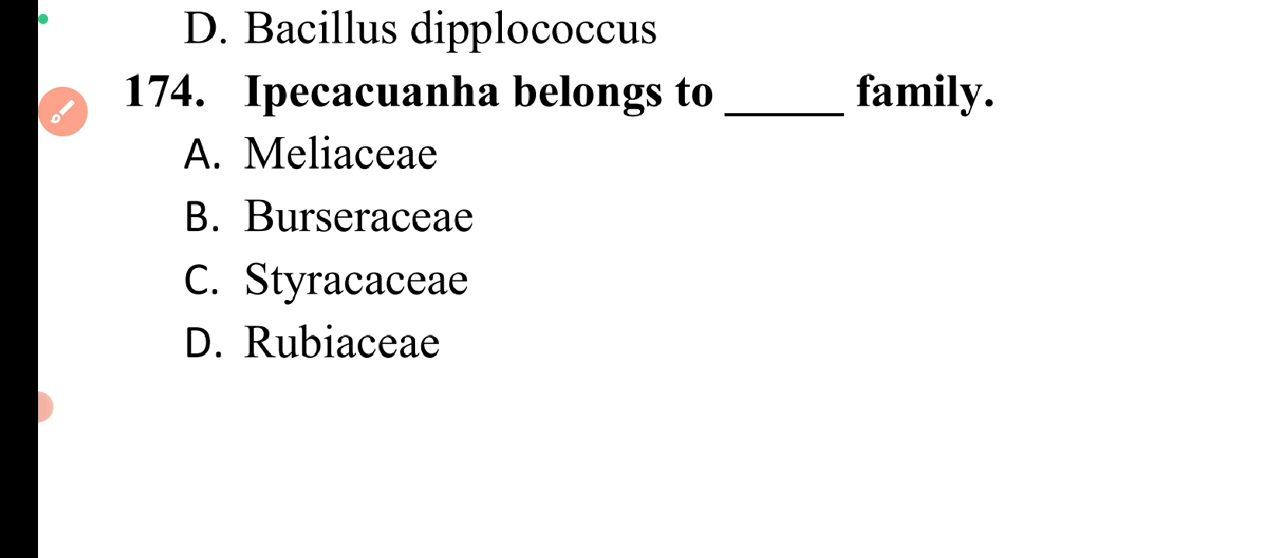 D. Bacillus dipplococcus
174. Ipecacuanha belongs to _____ family.
A. Meliaceae
B. Burseraceae
C. Styracaceae
D. Rubiaceae